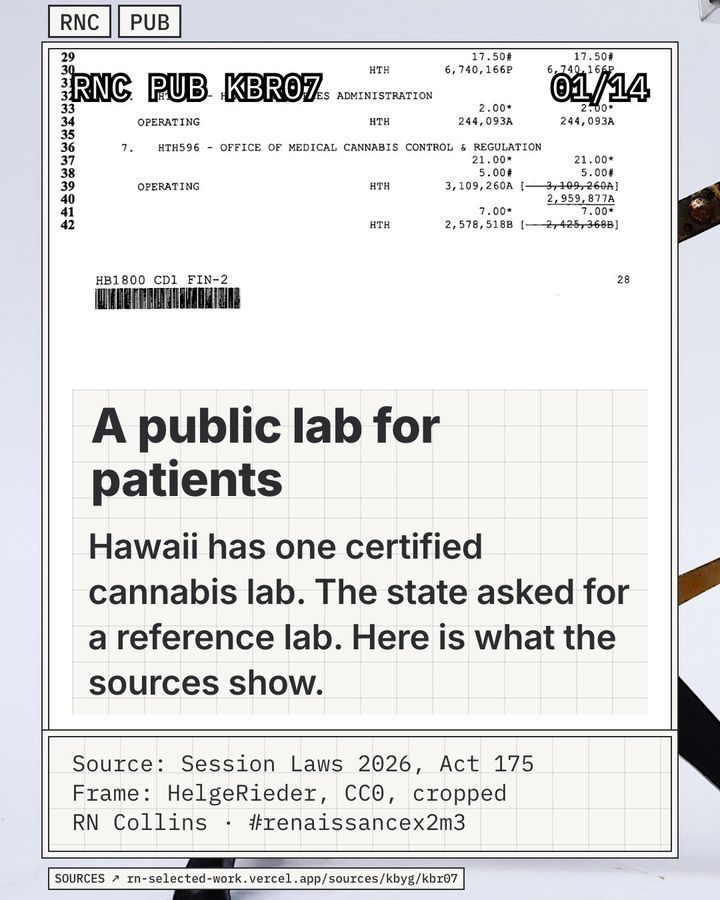 RNC PUB
29 17.50# 17.50#
30 HTH 6,740,166P 6,740,166P
RNC PUB KBR07 01/14
ES ADMINISTRATION
33 2.00* 2.00*
34 OPERATING HTH 244,093A 244,093A
35
36 7. HTH596 - OFFICE OF MEDICAL CANNABIS CONTROL & REGULATION
37 21.00* 21.00*
38 5.00# 5.00#
39 OPERATING HTH 3,109,260A [ 3,109,260A]
40 2,959,877A
41 7.00* 7.00*
42 HTH 2,578,518B [ 2,425,368B]
HB1800 CD1 FIN-2 28
A public lab for
patients
Hawaii has one certified
cannabis lab. The state asked for
a reference lab. Here is what the
sources show.
Source: Session Laws 2026, Act 175
Frame: HelgeRieder, CC0, cropped
RN Collins · #renaissancex2m3
SOURCES ↗ rn-selected-work.vercel.app/sources/kbyg/kbr07